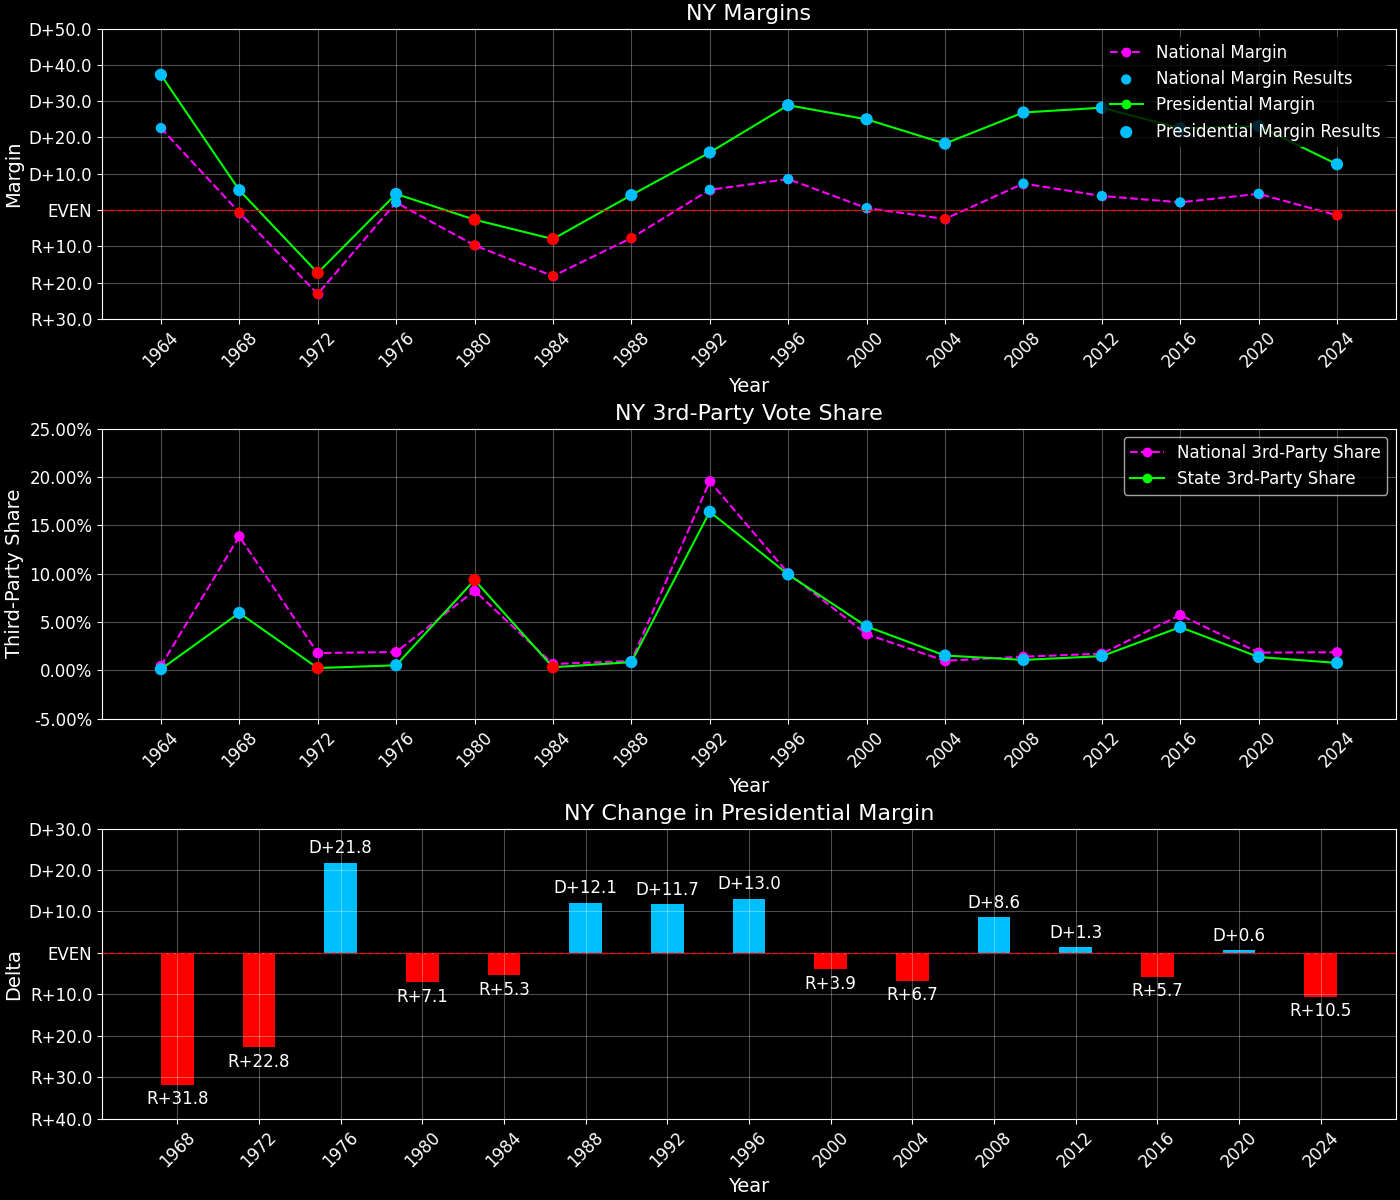 NY Margins
Margin
D+50.0
D+40.0
D+30.0
D+20.0
D+10.0
EVEN
R+10.0
R+20.0
R+30.0
National Margin
National Margin Results
Presidential Margin
Presidential Margin Results
1964 1968 1972 1976 1980 1984 1988 1992 1996 2000 2004 2008 2012 2016 2020 2024
Year
NY 3rd-Party Vote Share
Third-Party Share
25.00%
20.00%
15.00%
10.00%
5.00%
0.00%
-5.00%
National 3rd-Party Share
State 3rd-Party Share
1964 1968 1972 1976 1980 1984 1988 1992 1996 2000 2004 2008 2012 2016 2020 2024
Year
NY Change in Presidential Margin
Delta
D+30.0
D+20.0
D+10.0
EVEN
R+10.0
R+20.0
R+30.0
R+40.0
R+31.8
R+22.8
D+21.8
R+7.1
R+5.3
D+12.1
D+11.7
D+13.0
R+3.9
R+6.7
D+8.6
D+1.3
R+5.7
D+0.6
R+10.5
1968 1972 1976 1980 1984 1988 1992 1996 2000 2004 2008 2012 2016 2020 2024
Year